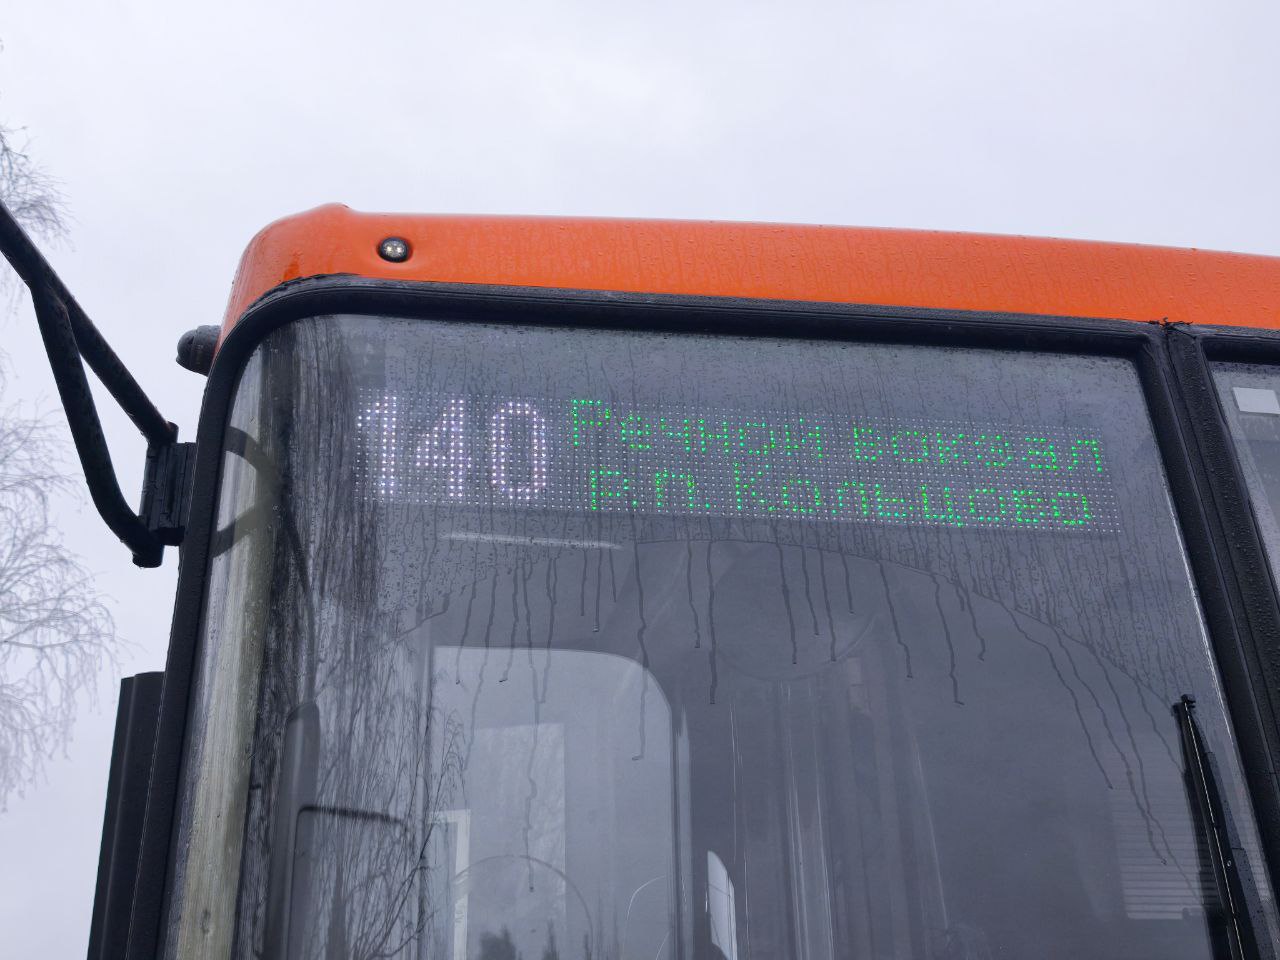 140
Речной вокзал
р.п. Кольцово